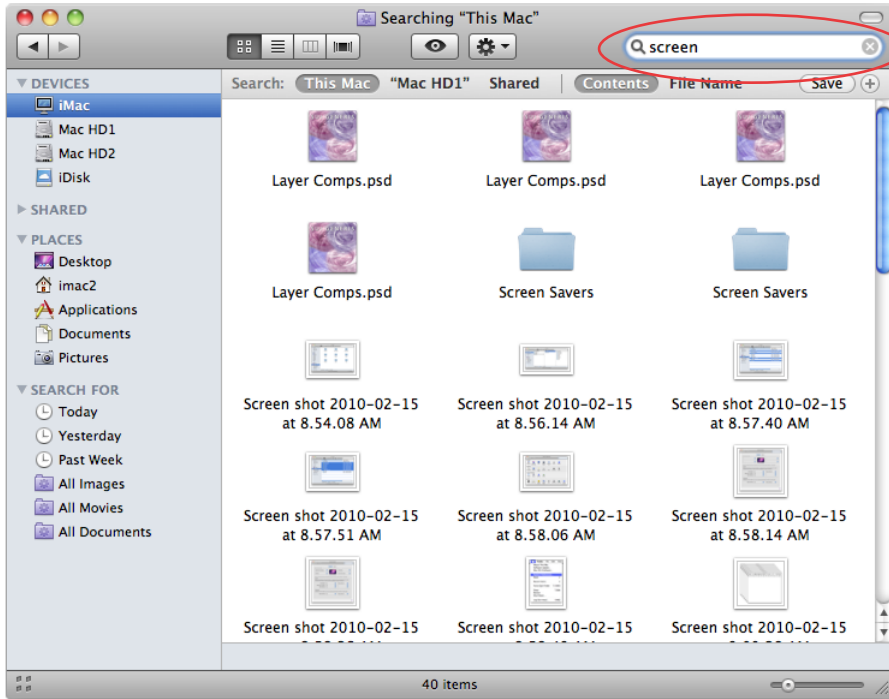 Searching “This Mac”
screen
▼ DEVICES
iMac
Mac HD1
Mac HD2
iDisk
▶ SHARED
▼ PLACES
Desktop
imac2
Applications
Documents
Pictures
▼ SEARCH FOR
Today
Yesterday
Past Week
All Images
All Movies
All Documents
Search: This Mac “Mac HD1” Shared Contents File Name Save
Layer Comps.psd Layer Comps.psd Layer Comps.psd
Layer Comps.psd Screen Savers Screen Savers
Screen shot 2010-02-15 Screen shot 2010-02-15 Screen shot 2010-02-15
at 8.54.08 AM at 8.56.14 AM at 8.57.40 AM
Screen shot 2010-02-15 Screen shot 2010-02-15 Screen shot 2010-02-15
at 8.57.51 AM at 8.58.06 AM at 8.58.14 AM
Screen shot 2010-02-15 Screen shot 2010-02-15 Screen shot 2010-02-15
40 items